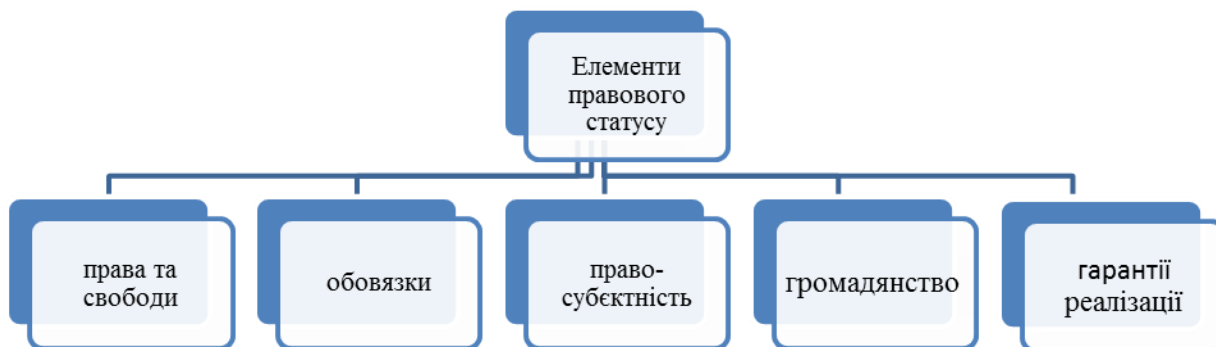 Елементи
правового
статусу
права та
свободи
обовязки
право-
субєктність
громадянство
гарантії
реалізації